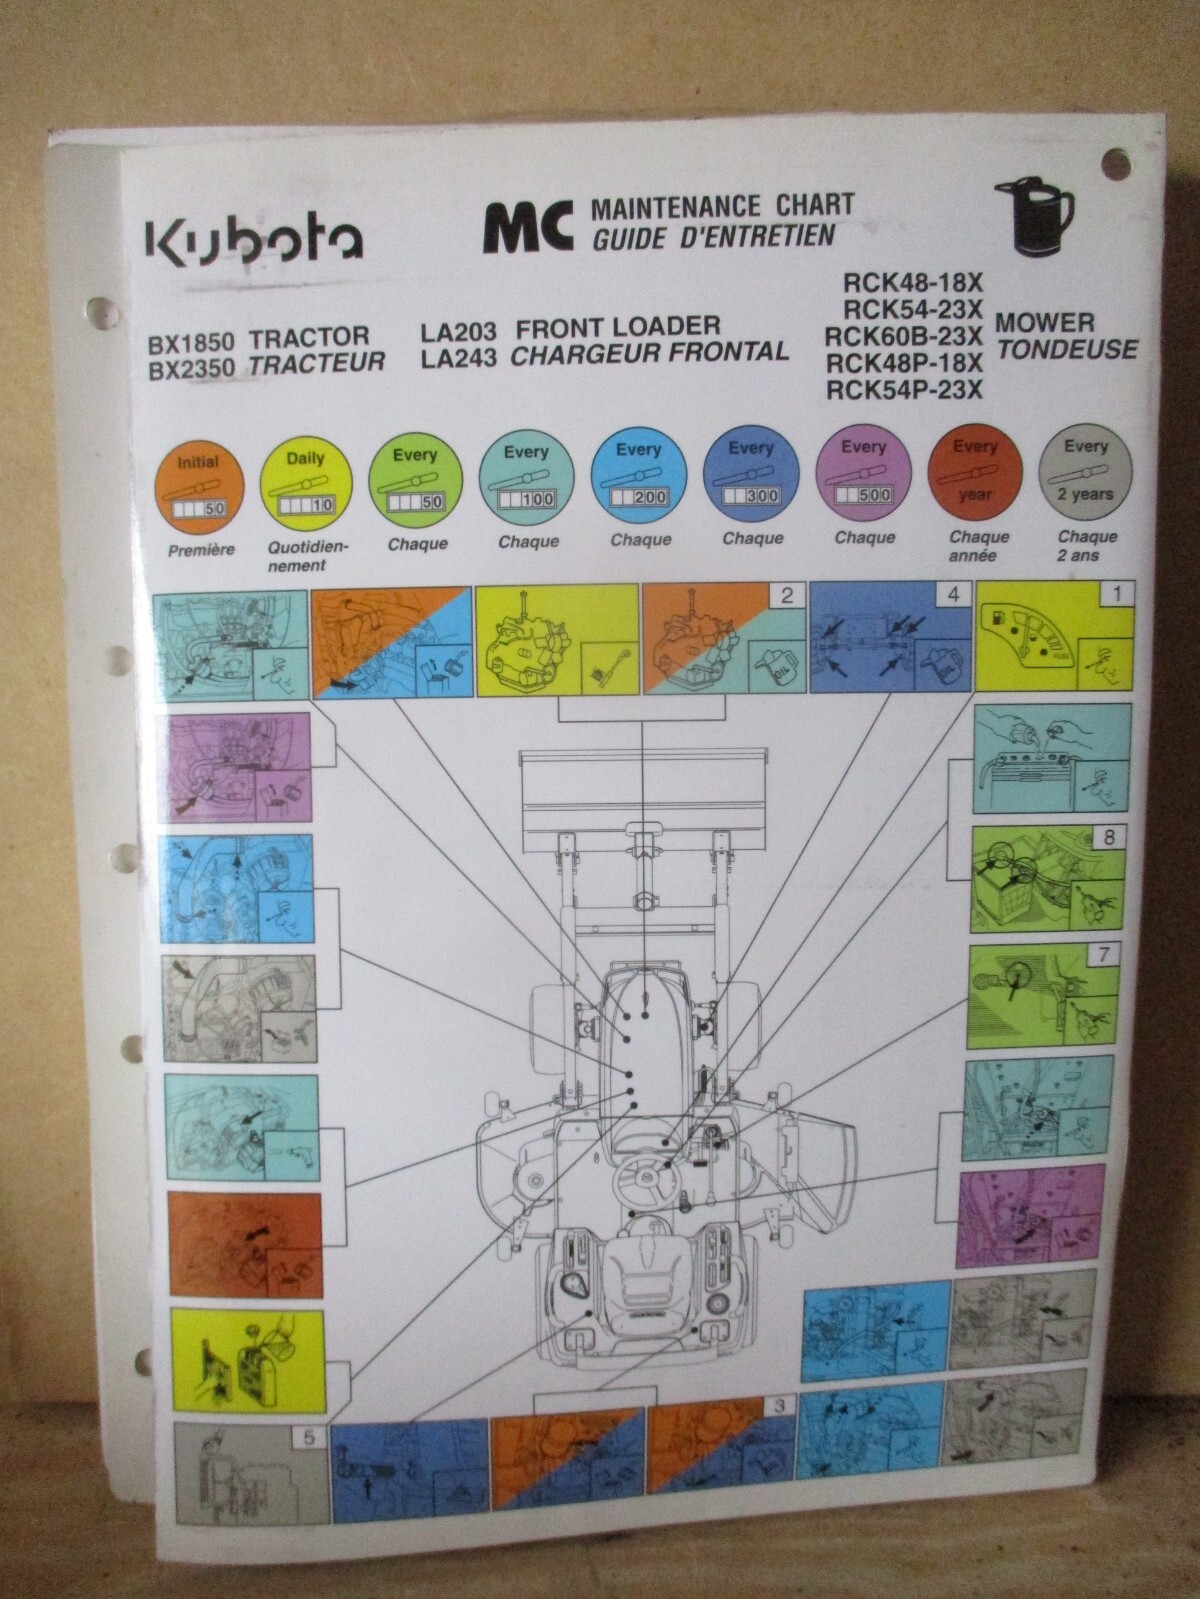 Kubota
MC MAINTENANCE CHART
GUIDE D'ENTRETIEN
BX1850 TRACTOR
BX2350 TRACTEUR
LA203 FRONT LOADER
LA243 CHARGEUR FRONTAL
RCK48-18X
RCK54-23X
RCK60B-23X
RCK48P-18X
RCK54P-23X
MOWER
TONDEUSE
Initial
50
Première
Daily
10
Quotidien-
nement
Every
50
Chaque
Every
100
Chaque
Every
200
Chaque
Every
300
Chaque
Every
500
Chaque
Every
year
Chaque
année
Every
2 years
Chaque
2 ans
2
OIL
4
OIL
1
FUEL
8
7
5
3